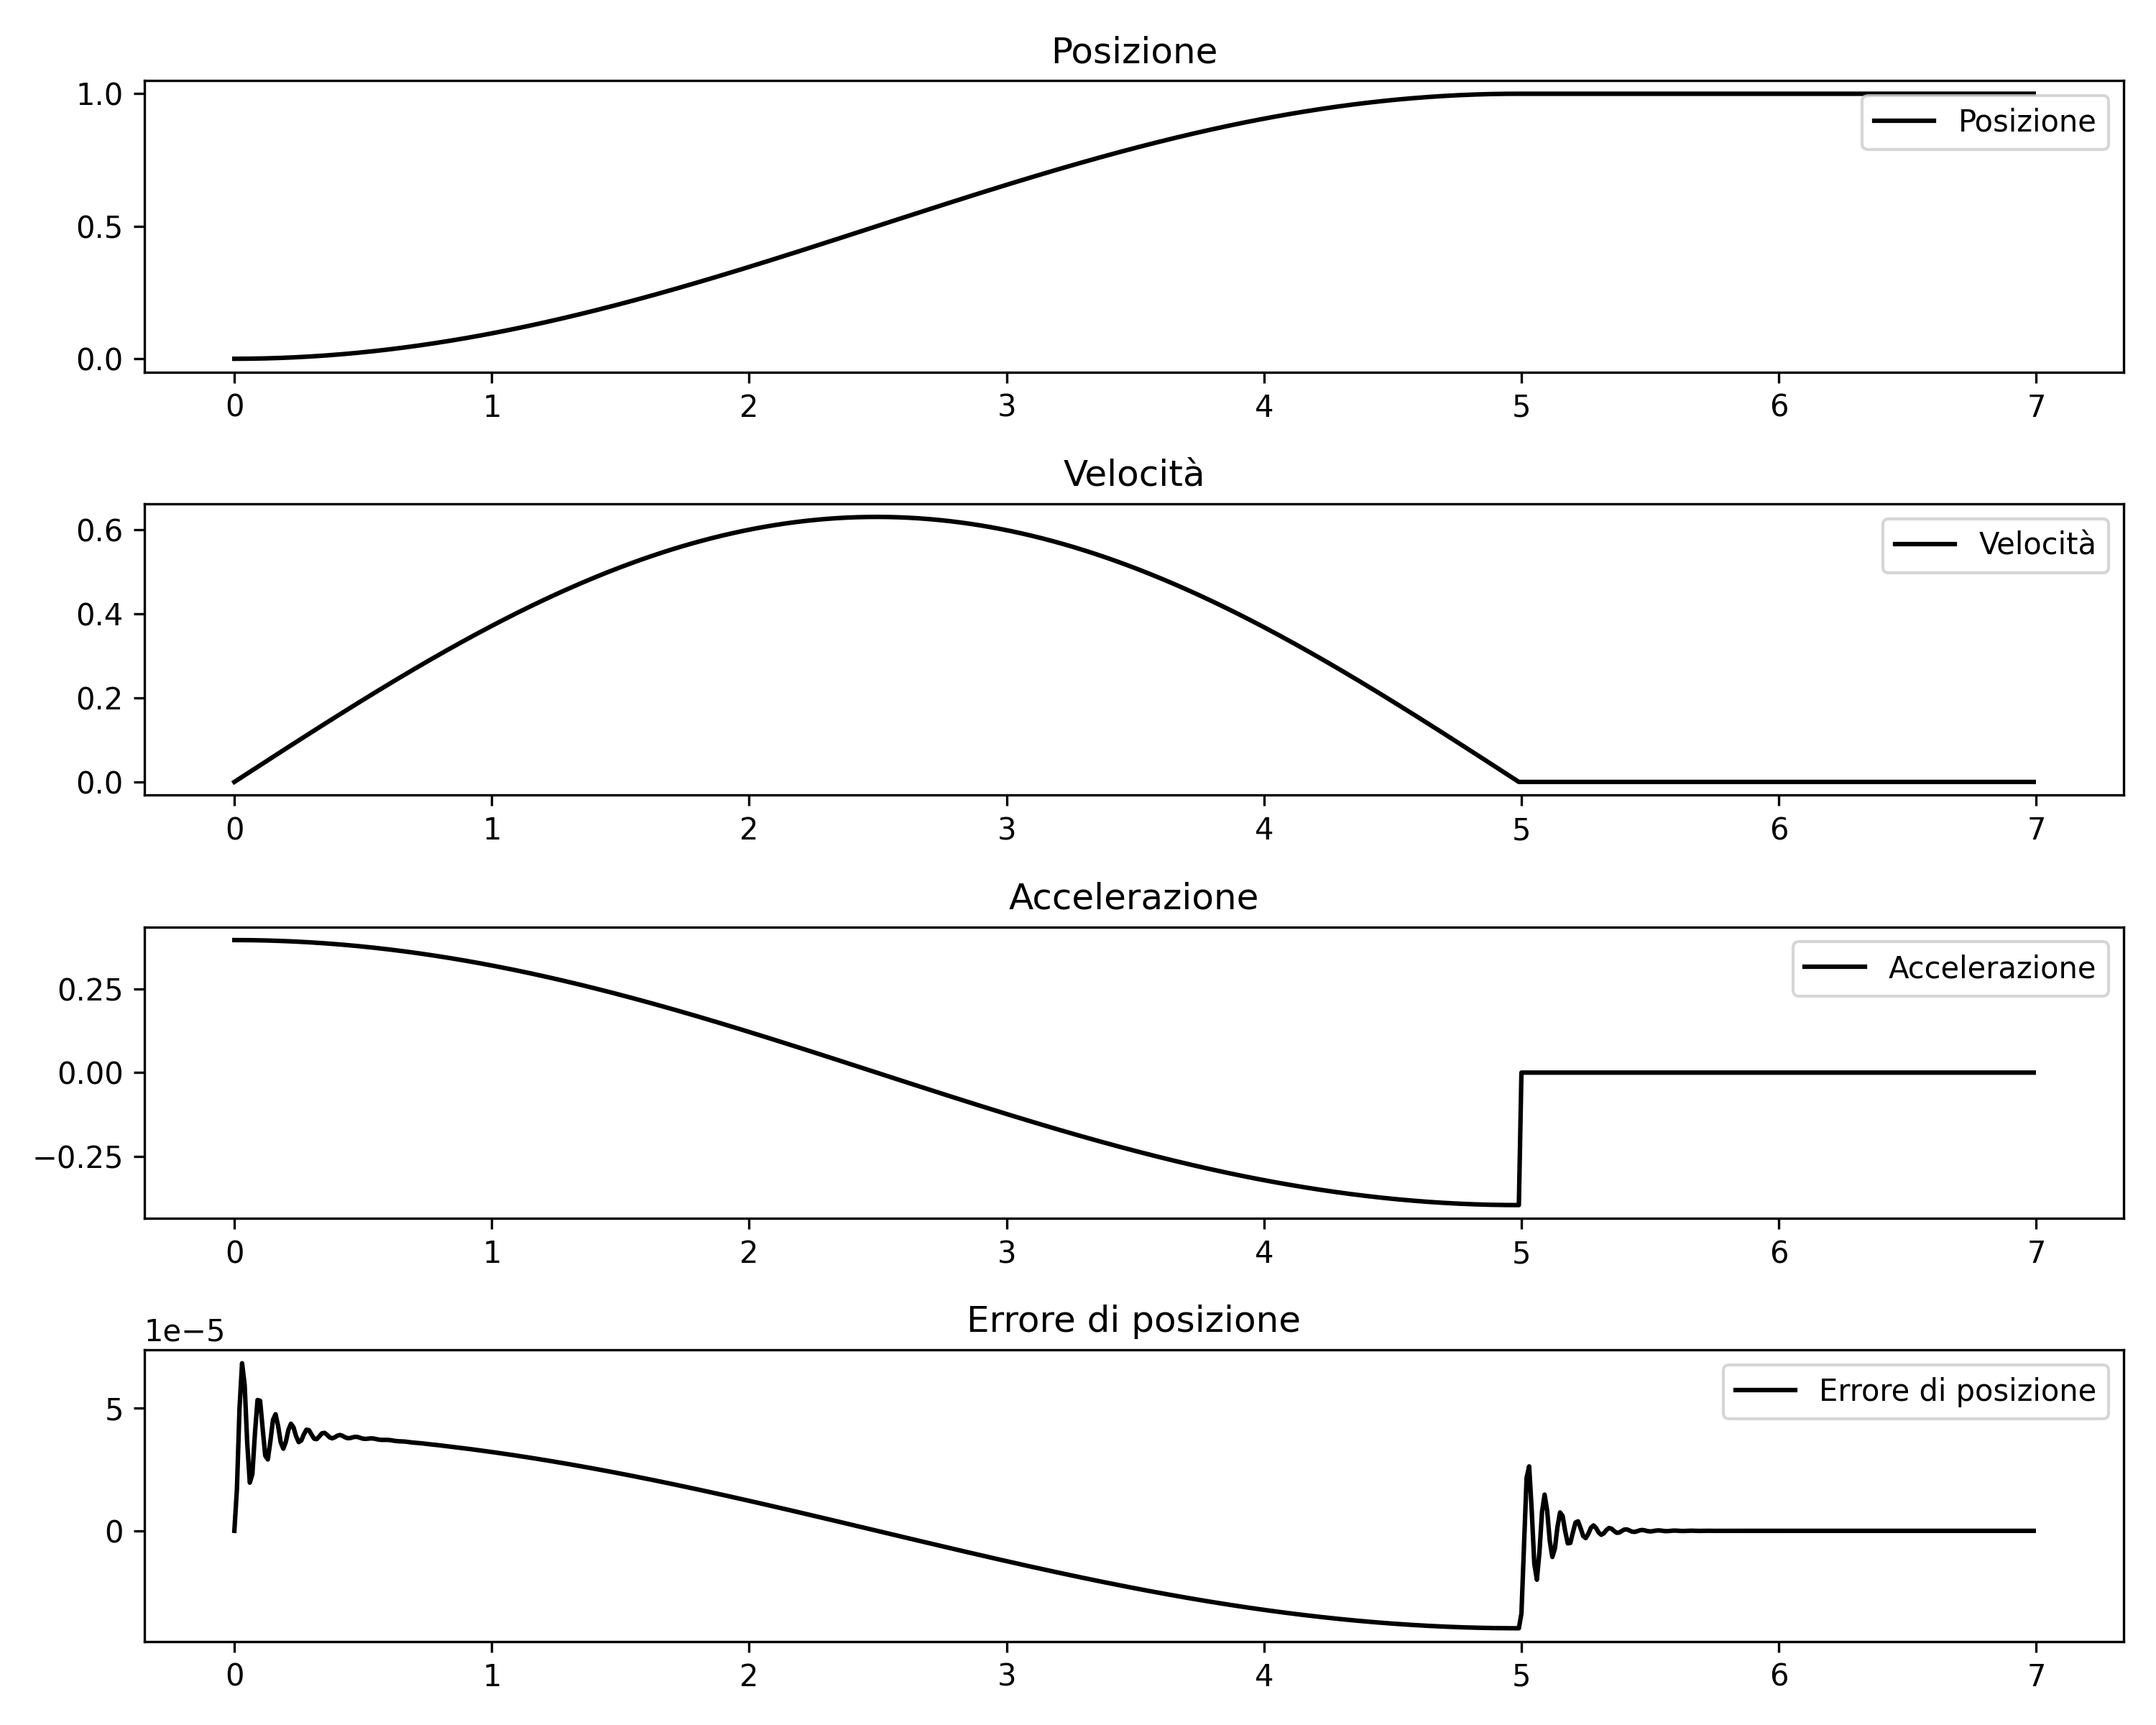 Posizione
1.0
0.5
0.0
Posizione
0 1 2 3 4 5 6 7
Velocità
0.6
0.4
0.2
0.0
Velocità
0 1 2 3 4 5 6 7
Accelerazione
0.25
0.00
−0.25
Accelerazione
0 1 2 3 4 5 6 7
Errore di posizione
1e−5
5
0
Errore di posizione
0 1 2 3 4 5 6 7